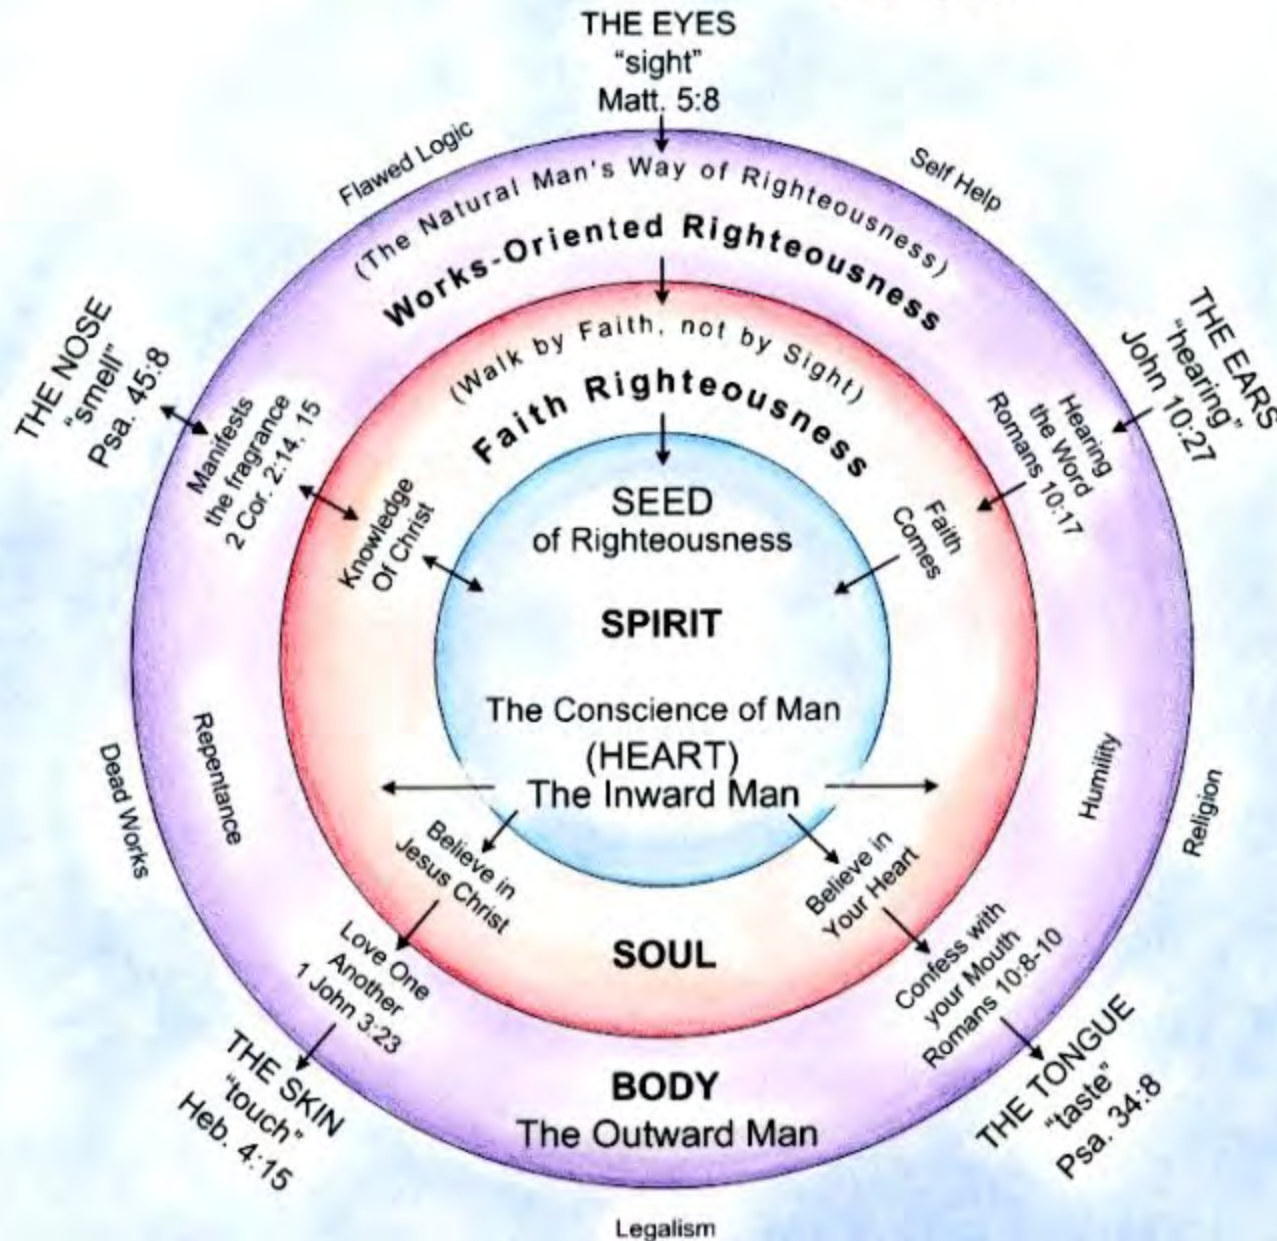 THE EYES
"sight"
Matt. 5:8
Flawed Logic
Self Help
(The Natural Man's Way of Righteousness)
Works-Oriented Righteousness
(Walk by Faith, not by Sight)
Faith Righteousness
THE NOSE
"smell"
Psa. 45:8
Manifests
the fragrance
2 Cor. 2:14, 15
Knowledge
Of Christ
THE EARS
"hearing"
John 10:27
Hearing
the Word
Romans 10:17
Faith
Comes
SEED
of Righteousness
SPIRIT
The Conscience of Man
(HEART)
The Inward Man
Repentance
Dead Works
Humility
Religion
Believe in
Jesus Christ
Love One
Another
1 John 3:23
THE SKIN
"touch"
Heb. 4:15
Believe in
Your Heart
Confess with
your Mouth
Romans 10:8-10
THE TONGUE
"taste"
Psa. 34:8
SOUL
BODY
The Outward Man
Legalism